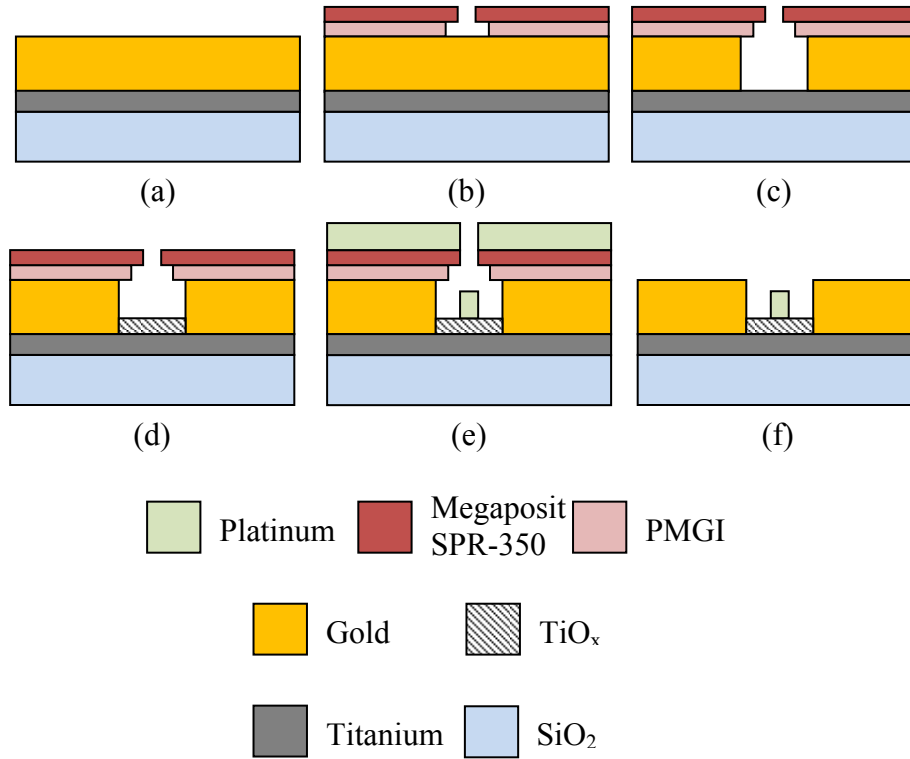 (a)
(b)
(c)
(d)
(e)
(f)
Platinum
Megaposit
SPR-350
PMGI
Gold
TiOₓ
Titanium
SiO₂